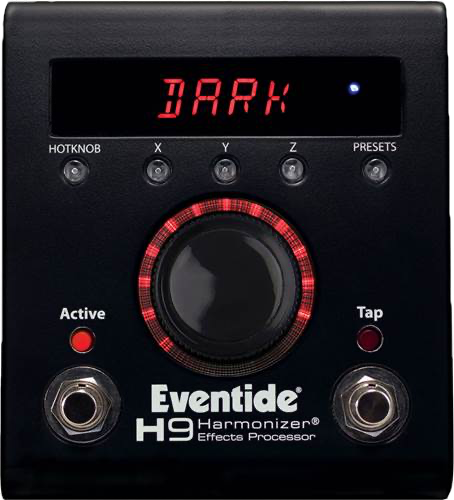 DARK
HOTKNOB X Y Z PRESETS
Active Tap
Eventide®
H9 Harmonizer®
Effects Processor